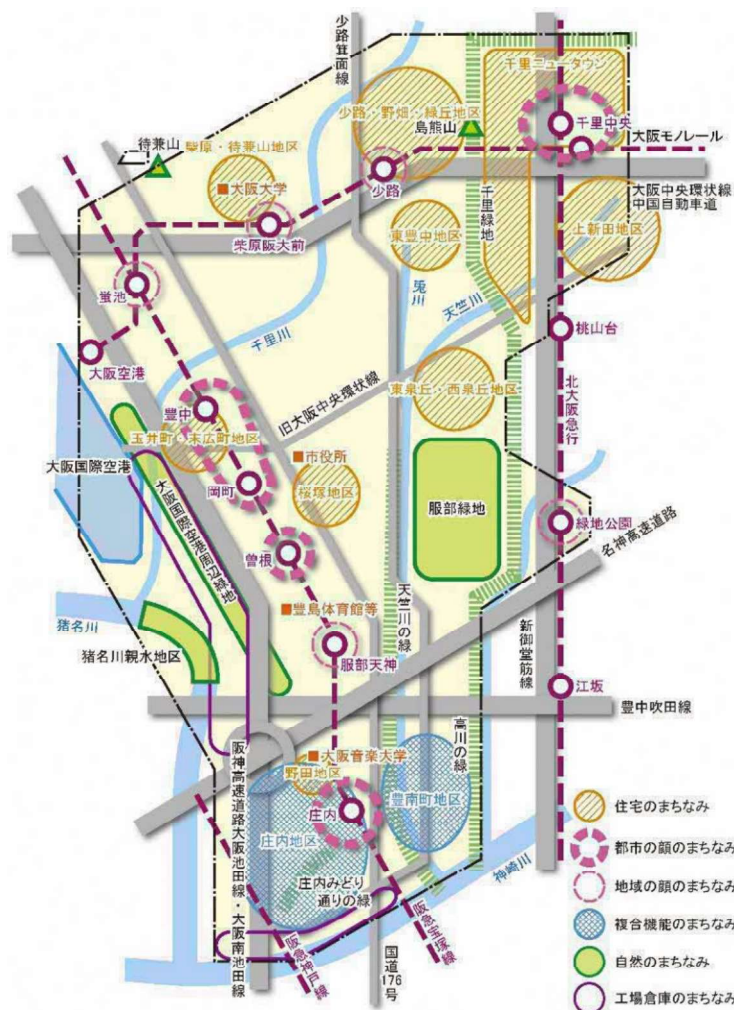 少路箕面線
千里ニュータウン
少路・野畑・緑丘地区
島熊山
千里中央
待兼山
柴原・待兼山地区
大阪モノレール
大阪大学
少路
千里緑地
大阪中央環状線
中国自動車道
柴原阪大前
東豊中地区
上新田地区
蛍池
兎川
天竺川
千里川
桃山台
大阪空港
東泉丘・西泉丘地区
旧大阪中央環状線
北大阪急行
豊中
玉井町・末広町地区
市役所
大阪国際空港
岡町
桜塚地区
服部緑地
大阪国際空港周辺緑地
緑地公園
名神高速道路
曽根
天竺川の緑
豊島体育館等
猪名川
新御堂筋線
猪名川親水地区
服部天神
江坂
豊中吹田線
高川の緑
阪神高速道路大阪池田線・大阪南池田線
大阪音楽大学
野田地区
豊南町地区
庄内
庄内地区
神崎川
庄内みどり
通りの緑
阪急神戸線
国道176号
阪急宝塚線
住宅のまちなみ
都市の顔のまちなみ
地域の顔のまちなみ
複合機能のまちなみ
自然のまちなみ
工場倉庫のまちなみ